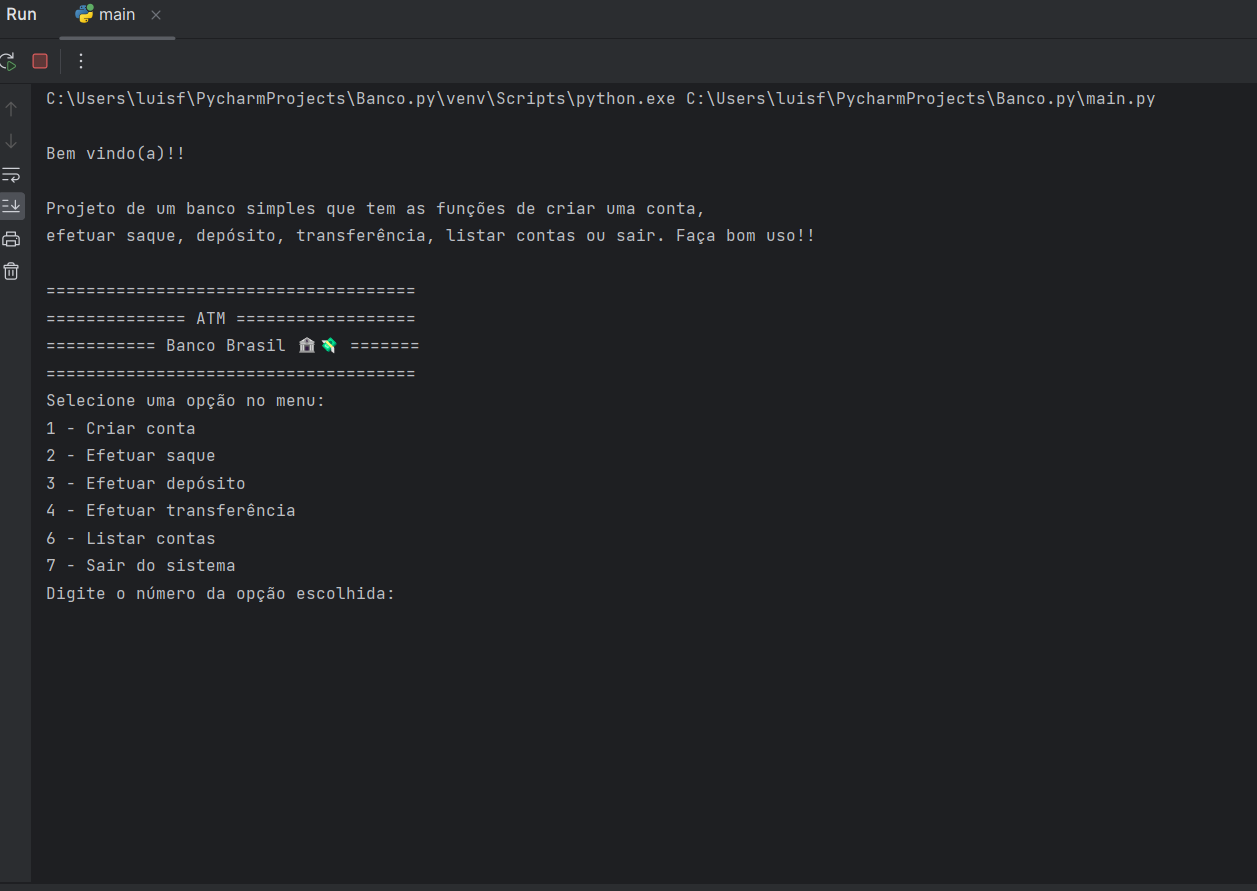 Run main
C:\Users\luisf\PycharmProjects\Banco.py\venv\Scripts\python.exe C:\Users\luisf\PycharmProjects\Banco.py\main.py
Bem vindo(a)!!
Projeto de um banco simples que tem as funções de criar uma conta,
efetuar saque, depósito, transferência, listar contas ou sair. Faça bom uso!!
=====================================
============== ATM ==================
=========== Banco Brasil 🏛️💸 =======
=====================================
Selecione uma opção no menu:
1 - Criar conta
2 - Efetuar saque
3 - Efetuar depósito
4 - Efetuar transferência
6 - Listar contas
7 - Sair do sistema
Digite o número da opção escolhida: